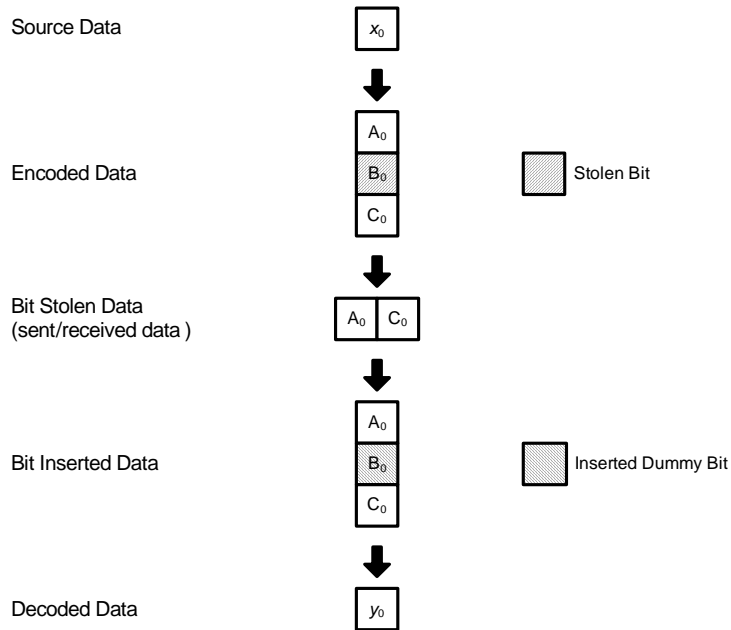 Source Data
x₀
A₀
Encoded Data
B₀
Stolen Bit
C₀
Bit Stolen Data
(sent/received data )
A₀ C₀
A₀
Bit Inserted Data
B₀
Inserted Dummy Bit
C₀
Decoded Data
y₀